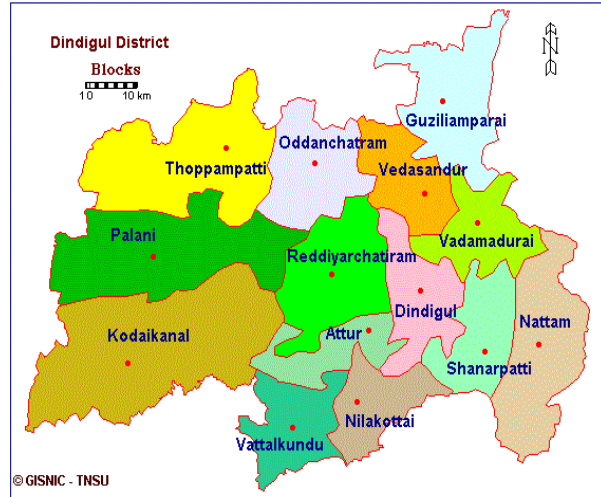 Dindigul District
Blocks
10 10 km
N
Guziliamparai
Oddanchatram
Thoppampatti
Vedasandur
Palani
Vadamadurai
Reddiyarchatiram
Dindigul
Nattam
Kodaikanal
Attur
Shanarpatti
Nilakottai
Vattalkundu
© GISNIC - TNSU